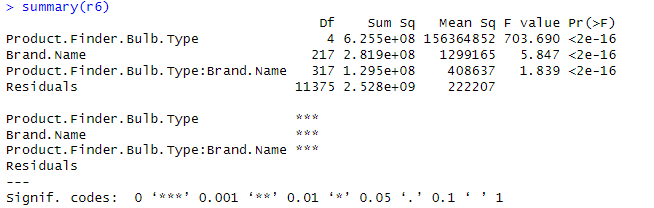 > summary(r6)
                                 Df    Sum Sq   Mean Sq F value Pr(>F)
Product.Finder.Bulb.Type              4 6.255e+08 156364852 703.690 <2e-16
Brand.Name                          217 2.819e+08   1299165   5.847 <2e-16
Product.Finder.Bulb.Type:Brand.Name 317 1.295e+08    408637   1.839 <2e-16
Residuals                         11375 2.528e+09    222207
Product.Finder.Bulb.Type            ***
Brand.Name                          ***
Product.Finder.Bulb.Type:Brand.Name ***
Residuals
---
Signif. codes:  0 ‘***’ 0.001 ‘**’ 0.01 ‘*’ 0.05 ‘.’ 0.1 ‘ ’ 1